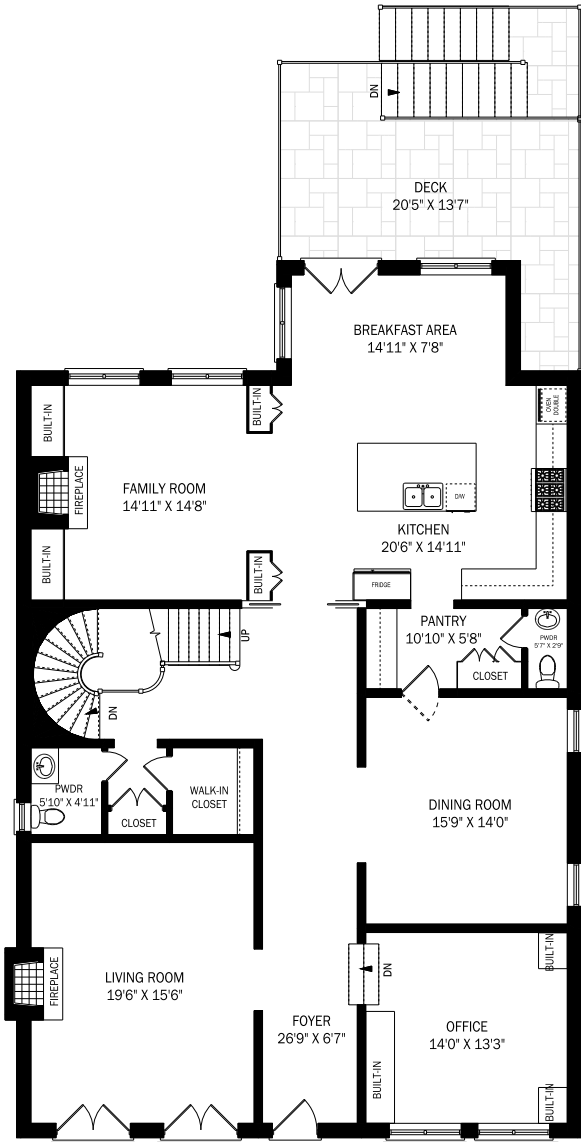 DN
DECK
20'5" X 13'7"
BREAKFAST AREA
14'11" X 7'8"
BUILT-IN
BUILT-IN
OVEN
DOUBLE
FAMILY ROOM
14'11" X 14'8"
FIREPLACE
D/W
KITCHEN
20'6" X 14'11"
BUILT-IN
BUILT-IN
FRIDGE
UP
PANTRY
10'10" X 5'8"
PWDR
5'7" X 2'9"
CLOSET
DN
PWDR
5'10" X 4'11"
WALK-IN
CLOSET
CLOSET
DINING ROOM
15'9" X 14'0"
BUILT-IN
DN
LIVING ROOM
19'6" X 15'6"
FIREPLACE
FOYER
26'9" X 6'7"
OFFICE
14'0" X 13'3"
BUILT-IN
BUILT-IN